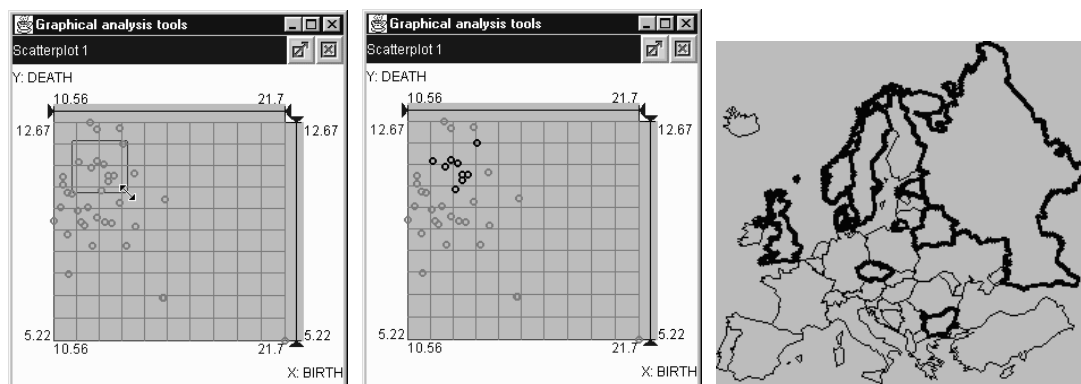 Graphical analysis tools
Scatterplot 1
Y: DEATH
10.56 21.7
12.67 12.67
5.22 5.22
10.56 21.7
X: BIRTH
Graphical analysis tools
Scatterplot 1
Y: DEATH
10.56 21.7
12.67 12.67
5.22 5.22
10.56 21.7
X: BIRTH